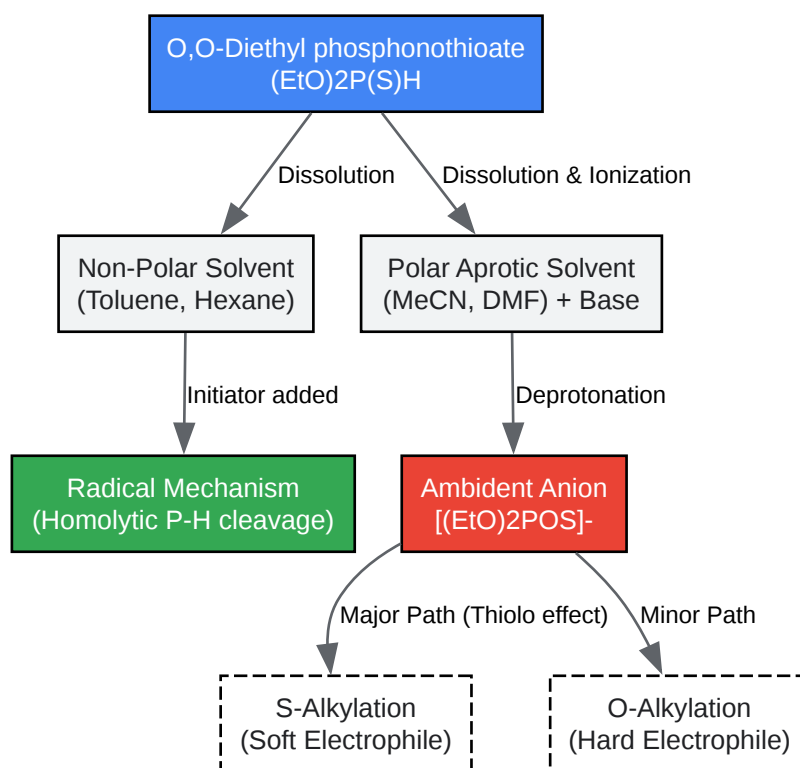 O,O-Diethyl phosphonothioate
(EtO)2P(S)H
Dissolution
Dissolution & Ionization
Non-Polar Solvent
(Toluene, Hexane)
Polar Aprotic Solvent
(MeCN, DMF) + Base
Initiator added
Deprotonation
Radical Mechanism
(Homolytic P-H cleavage)
Ambident Anion
[(EtO)2POS]-
Major Path (Thiolo effect)
Minor Path
S-Alkylation
(Soft Electrophile)
O-Alkylation
(Hard Electrophile)